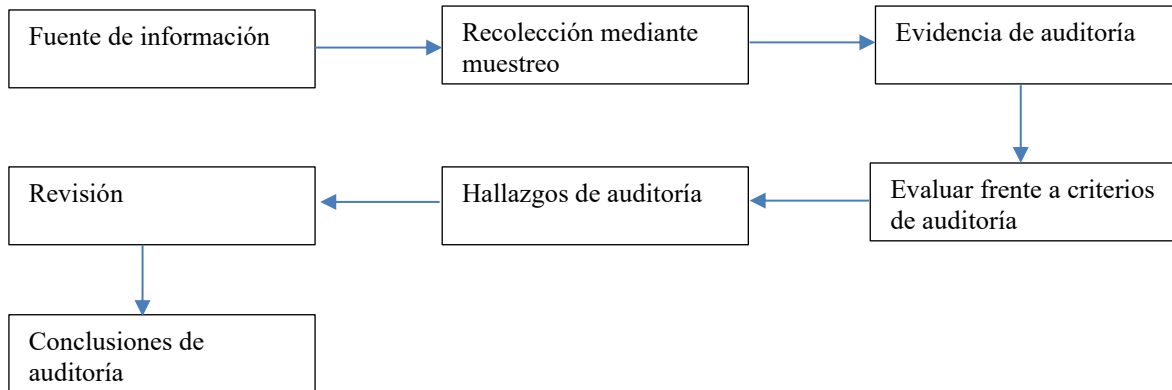 Fuente de información
Recolección mediante
muestreo
Evidencia de auditoría
Evaluar frente a criterios
de auditoría
Hallazgos de auditoría
Revisión
Conclusiones de
auditoría